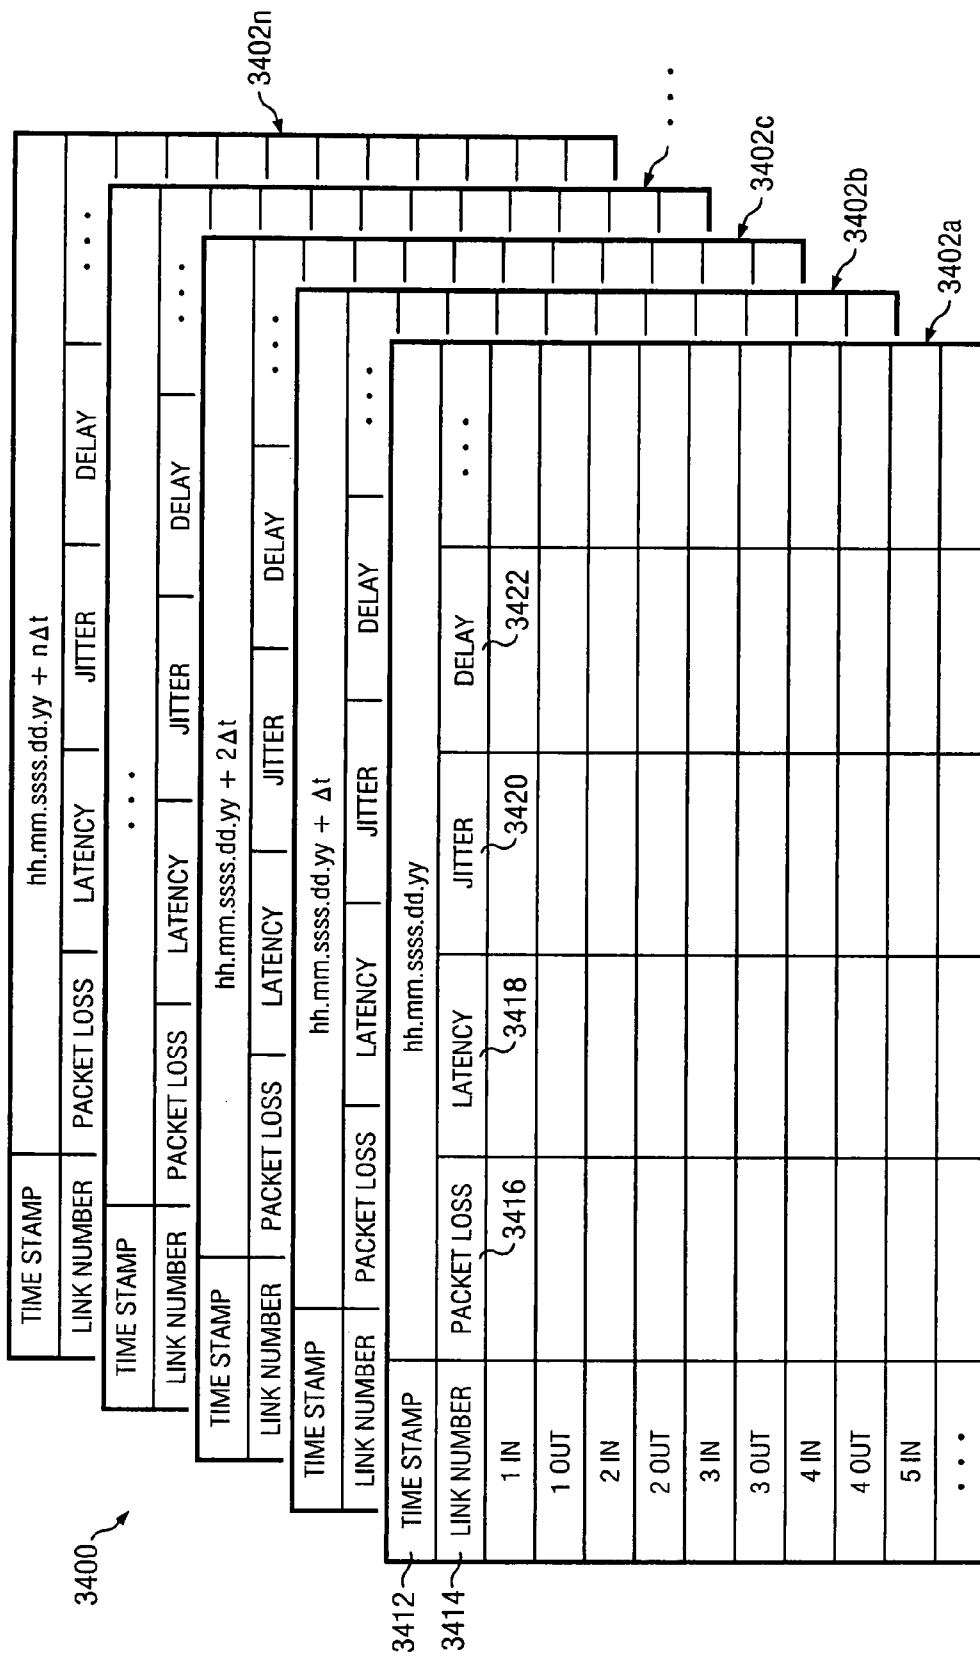 3400
3402n
TIME STAMP hh.mm.ssss.dd.yy + nΔt
LINK NUMBER PACKET LOSS LATENCY JITTER DELAY ...
...
TIME STAMP ...
LINK NUMBER PACKET LOSS LATENCY JITTER DELAY ...
3402c
TIME STAMP hh.mm.ssss.dd.yy + 2Δt
LINK NUMBER PACKET LOSS LATENCY JITTER DELAY ...
3402b
TIME STAMP hh.mm.ssss.dd.yy + Δt
LINK NUMBER PACKET LOSS LATENCY JITTER DELAY ...
3402a
3412 TIME STAMP hh.mm.ssss.dd.yy
3414 LINK NUMBER PACKET LOSS LATENCY JITTER DELAY ...
1 IN 3416 3418 3420 3422
1 OUT
2 IN
2 OUT
3 IN
3 OUT
4 IN
4 OUT
5 IN
...